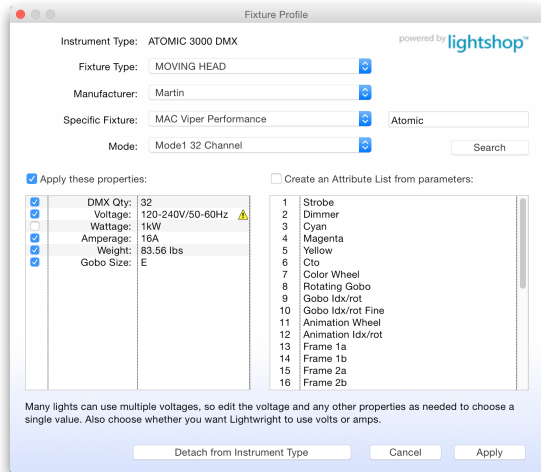 Fixture Profile
Instrument Type: ATOMIC 3000 DMX
powered by lightshop™
Fixture Type: MOVING HEAD
Manufacturer: Martin
Specific Fixture: MAC Viper Performance
Atomic
Mode: Mode1 32 Channel
Search
Apply these properties:
Create an Attribute List from parameters:
DMX Qty: 32
Voltage: 120-240V/50-60Hz
Wattage: 1kW
Amperage: 16A
Weight: 83.56 lbs
Gobo Size: E
1 Strobe
2 Dimmer
3 Cyan
4 Magenta
5 Yellow
6 Cto
7 Color Wheel
8 Rotating Gobo
9 Gobo Idx/rot
10 Gobo Idx/rot Fine
11 Animation Wheel
12 Animation Idx/rot
13 Frame 1a
14 Frame 1b
15 Frame 2a
16 Frame 2b
Many lights can use multiple voltages, so edit the voltage and any other properties as needed to choose a
single value. Also choose whether you want Lightwright to use volts or amps.
Detach from Instrument Type
Cancel
Apply